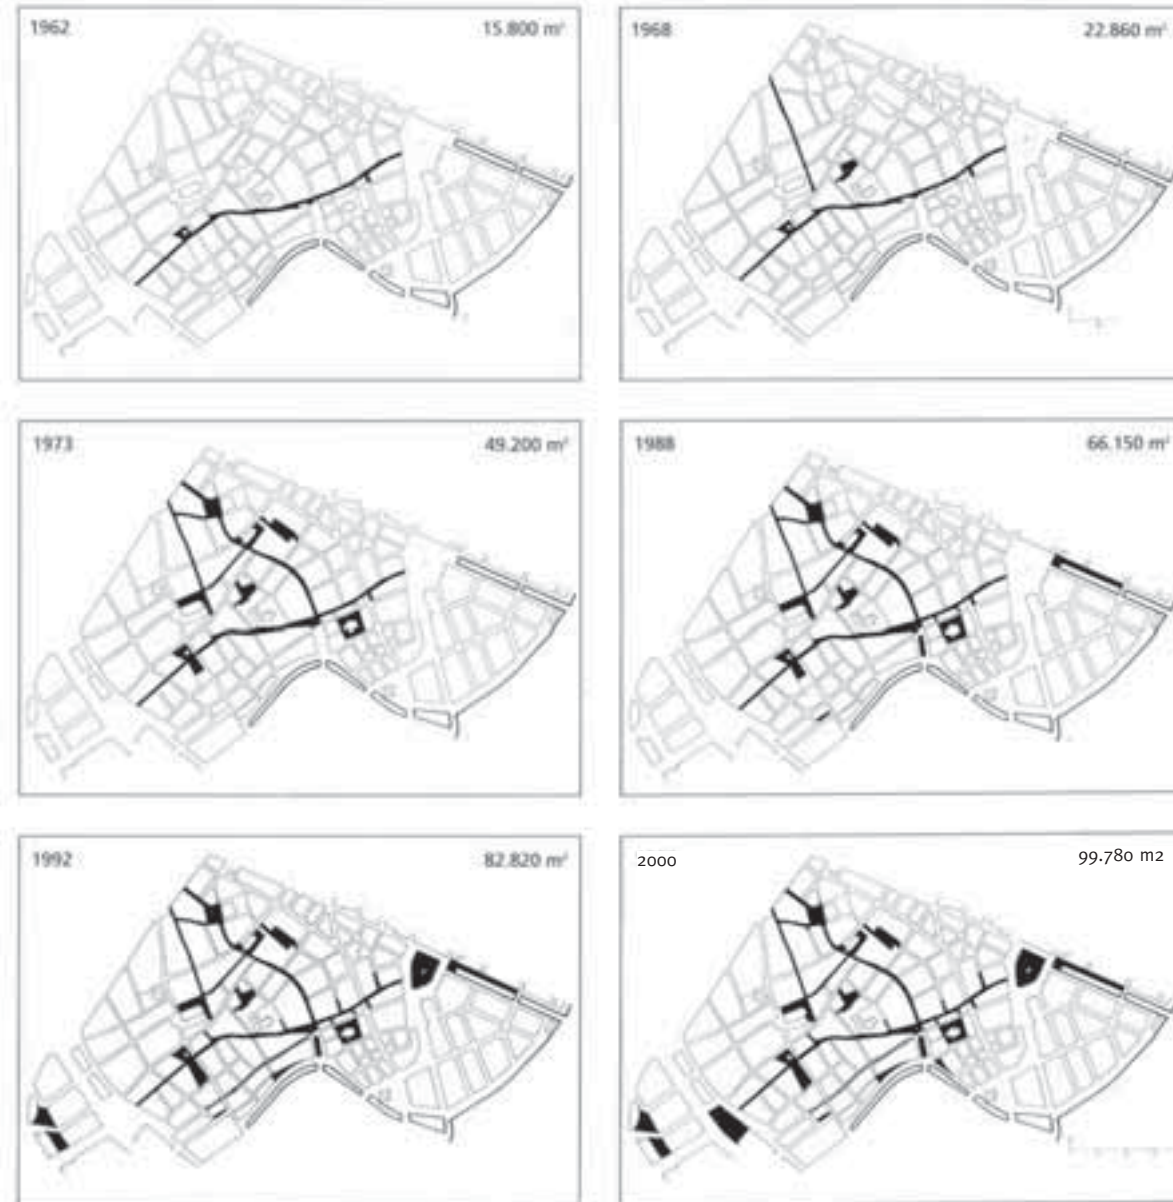 1962 15.800 m²
1968 22.860 m²
1973 49.200 m²
1988 66.150 m²
1992 82.820 m²
2000 99.780 m2